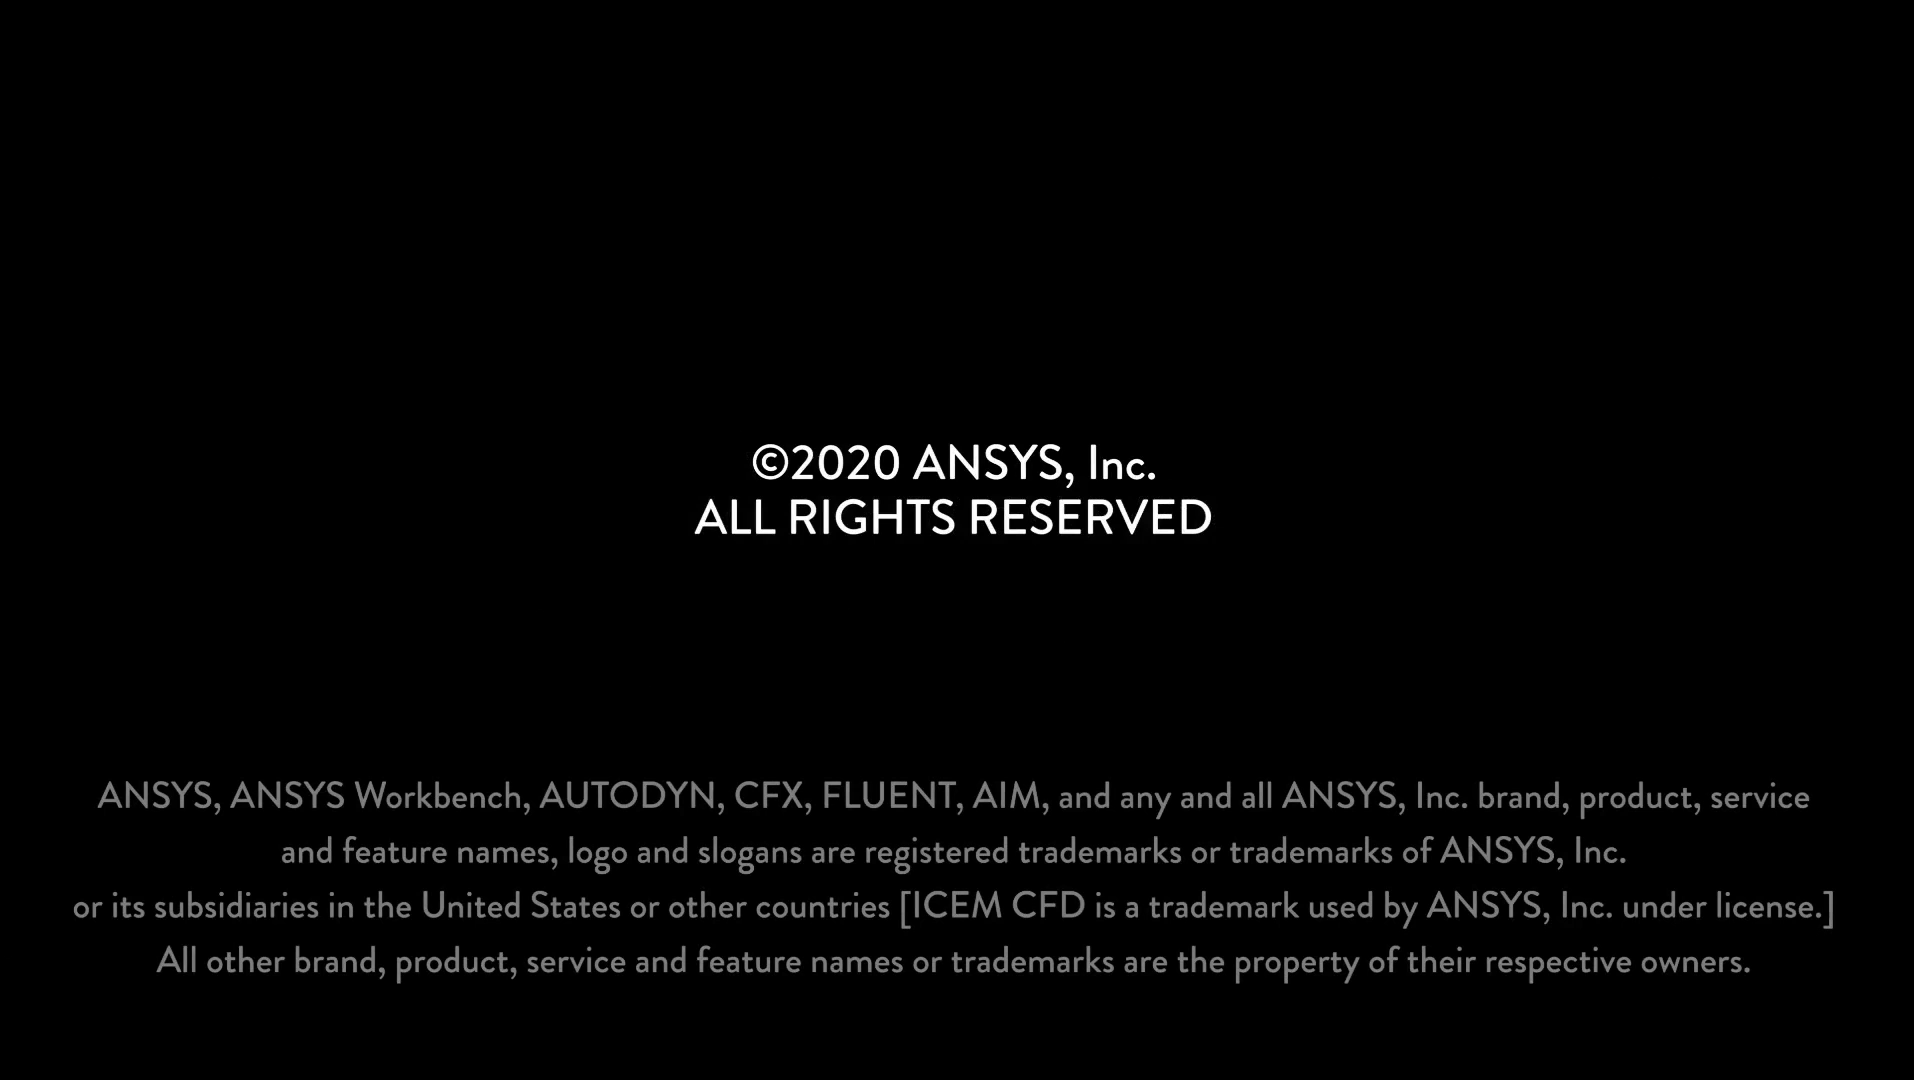 ©2020 ANSYS, Inc.
ALL RIGHTS RESERVED
ANSYS, ANSYS Workbench, AUTODYN, CFX, FLUENT, AIM, and any and all ANSYS, Inc. brand, product, service
and feature names, logo and slogans are registered trademarks or trademarks of ANSYS, Inc.
or its subsidiaries in the United States or other countries [ICEM CFD is a trademark used by ANSYS, Inc. under license.]
All other brand, product, service and feature names or trademarks are the property of their respective owners.